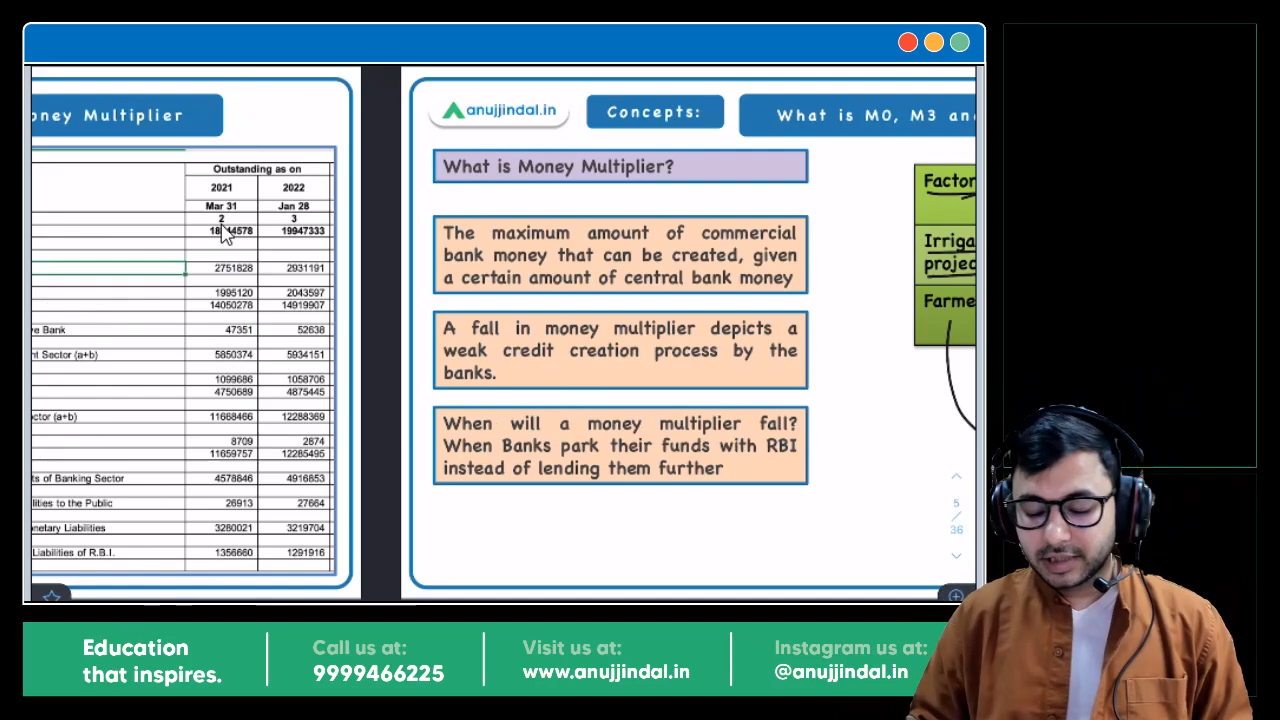 oney Multiplier
Outstanding as on
2021 2022
Mar 31 Jan 28
2 3
19947333
2751828 2931191
1995120 2043597
14050278 14919907
ve Bank 47351 52638
nt Sector (a+b) 5850374 5934151
1099686 1058706
4750689 4875445
ctor (a+b) 11668466 12288369
8709 2874
11659757 12285495
ts of Banking Sector 4578846 4916853
ilities to the Public 26913 27664
netary Liabilities 3280021 3219704
Liabilities of R.B.I. 1356660 1291916
anujjindal.in
Concepts:
What is M0, M3 an
What is Money Multiplier?
The maximum amount of commercial
bank money that can be created, given
a certain amount of central bank money
A fall in money multiplier depicts a
weak credit creation process by the
banks.
When will a money multiplier fall?
When Banks park their funds with RBI
instead of lending them further
Factor
Irriga
projec
Farme
5
/
36
Education
that inspires.
Call us at:
9999466225
Visit us at:
www.anujjindal.in
Instagram us at:
@anujjindal.in